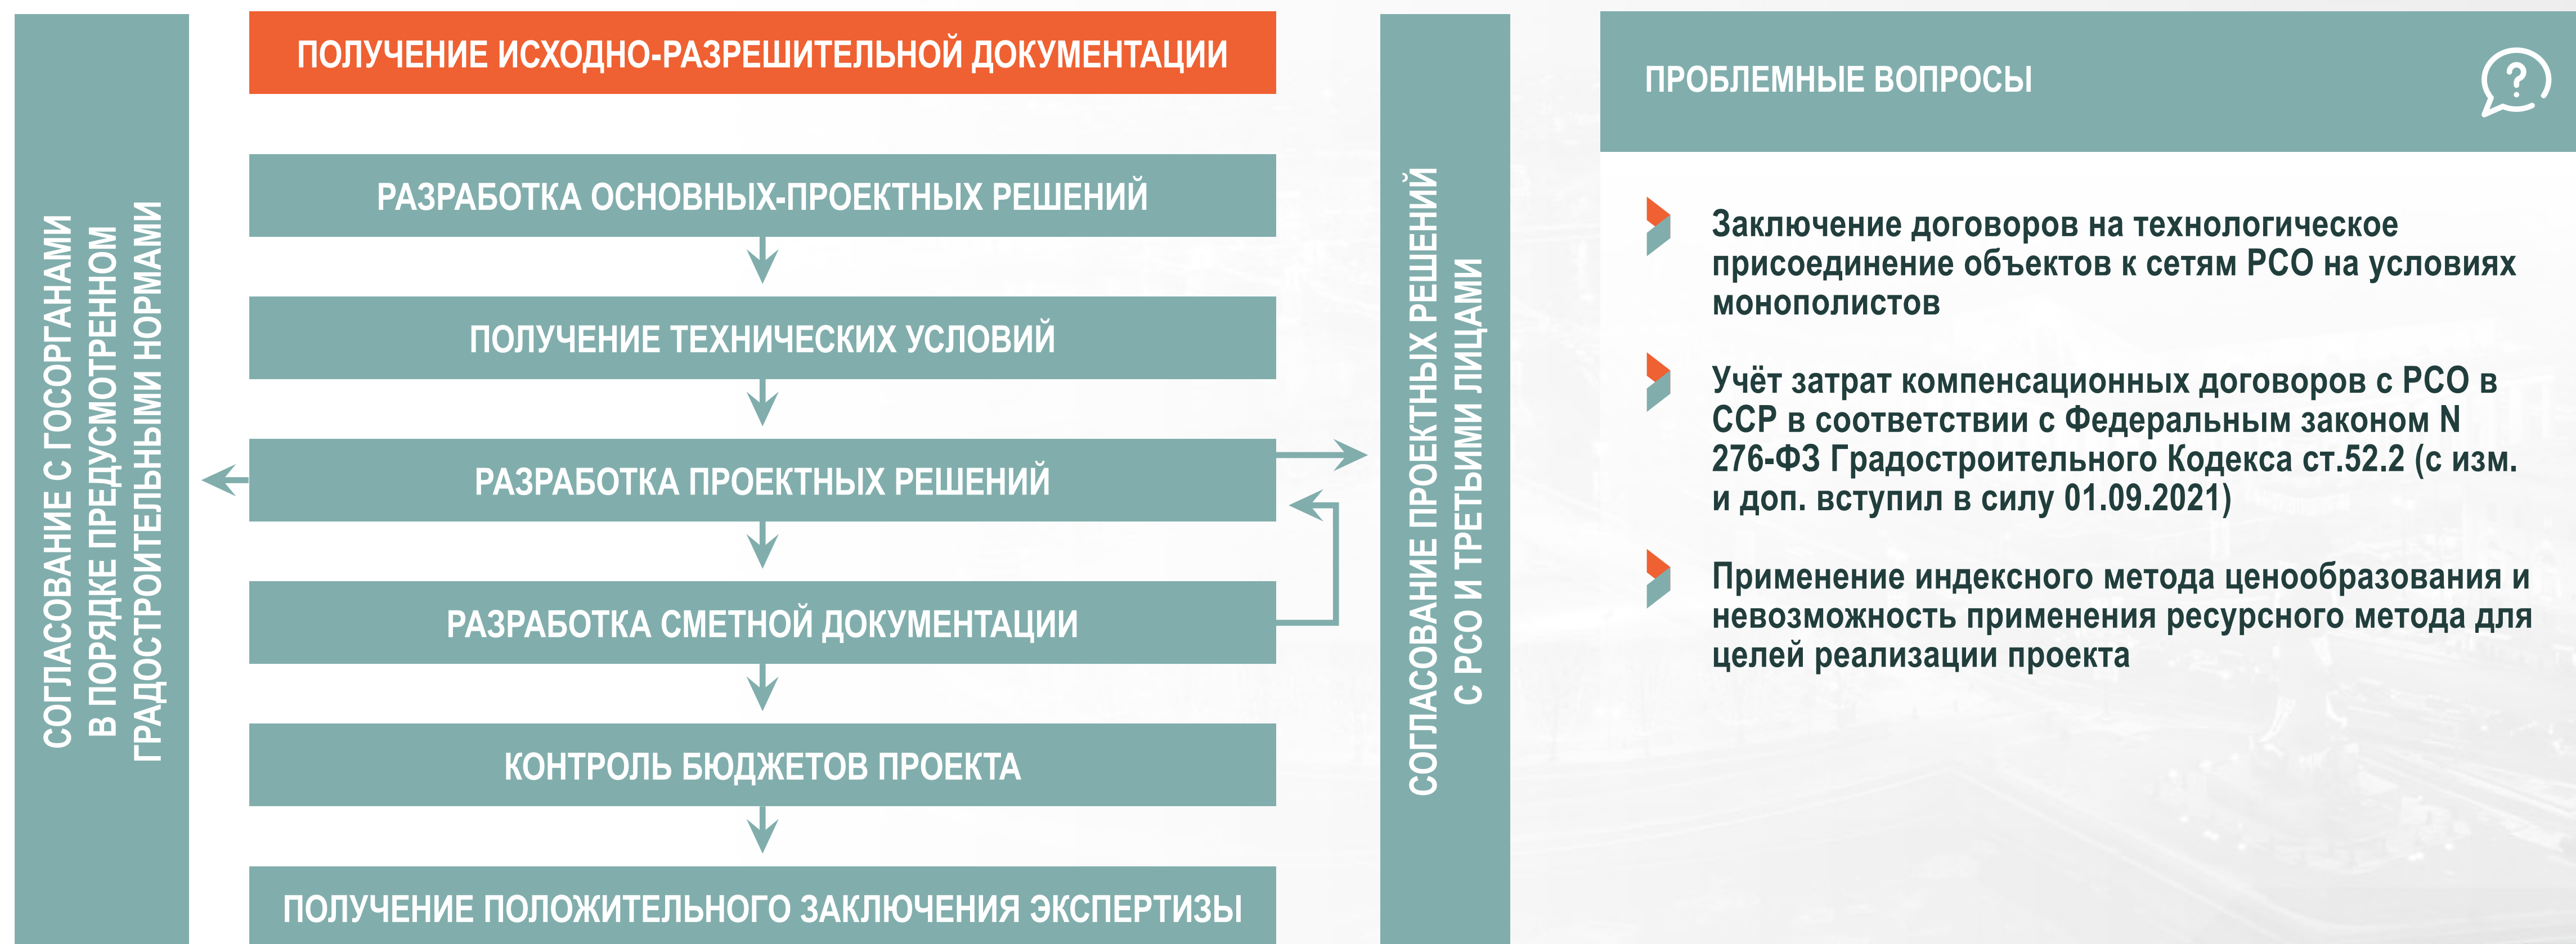 СОГЛАСОВАНИЕ С ГОСОРГАНАМИ
В ПОРЯДКЕ ПРЕДУСМОТРЕННОМ
ГРАДОСТРОИТЕЛЬНЫМИ НОРМАМИ
ПОЛУЧЕНИЕ ИСХОДНО-РАЗРЕШИТЕЛЬНОЙ ДОКУМЕНТАЦИИ
РАЗРАБОТКА ОСНОВНЫХ-ПРОЕКТНЫХ РЕШЕНИЙ
ПОЛУЧЕНИЕ ТЕХНИЧЕСКИХ УСЛОВИЙ
РАЗРАБОТКА ПРОЕКТНЫХ РЕШЕНИЙ
РАЗРАБОТКА СМЕТНОЙ ДОКУМЕНТАЦИИ
КОНТРОЛЬ БЮДЖЕТОВ ПРОЕКТА
ПОЛУЧЕНИЕ ПОЛОЖИТЕЛЬНОГО ЗАКЛЮЧЕНИЯ ЭКСПЕРТИЗЫ
СОГЛАСОВАНИЕ ПРОЕКТНЫХ РЕШЕНИЙ
С РСО И ТРЕТЬИМИ ЛИЦАМИ
ПРОБЛЕМНЫЕ ВОПРОСЫ
Заключение договоров на технологическое
присоединение объектов к сетям РСО на условиях
монополистов
Учёт затрат компенсационных договоров с РСО в
ССР в соответствии с Федеральным законом N
276-ФЗ Градостроительного Кодекса ст.52.2 (с изм.
и доп. вступил в силу 01.09.2021)
Применение индексного метода ценообразования и
невозможность применения ресурсного метода для
целей реализации проекта